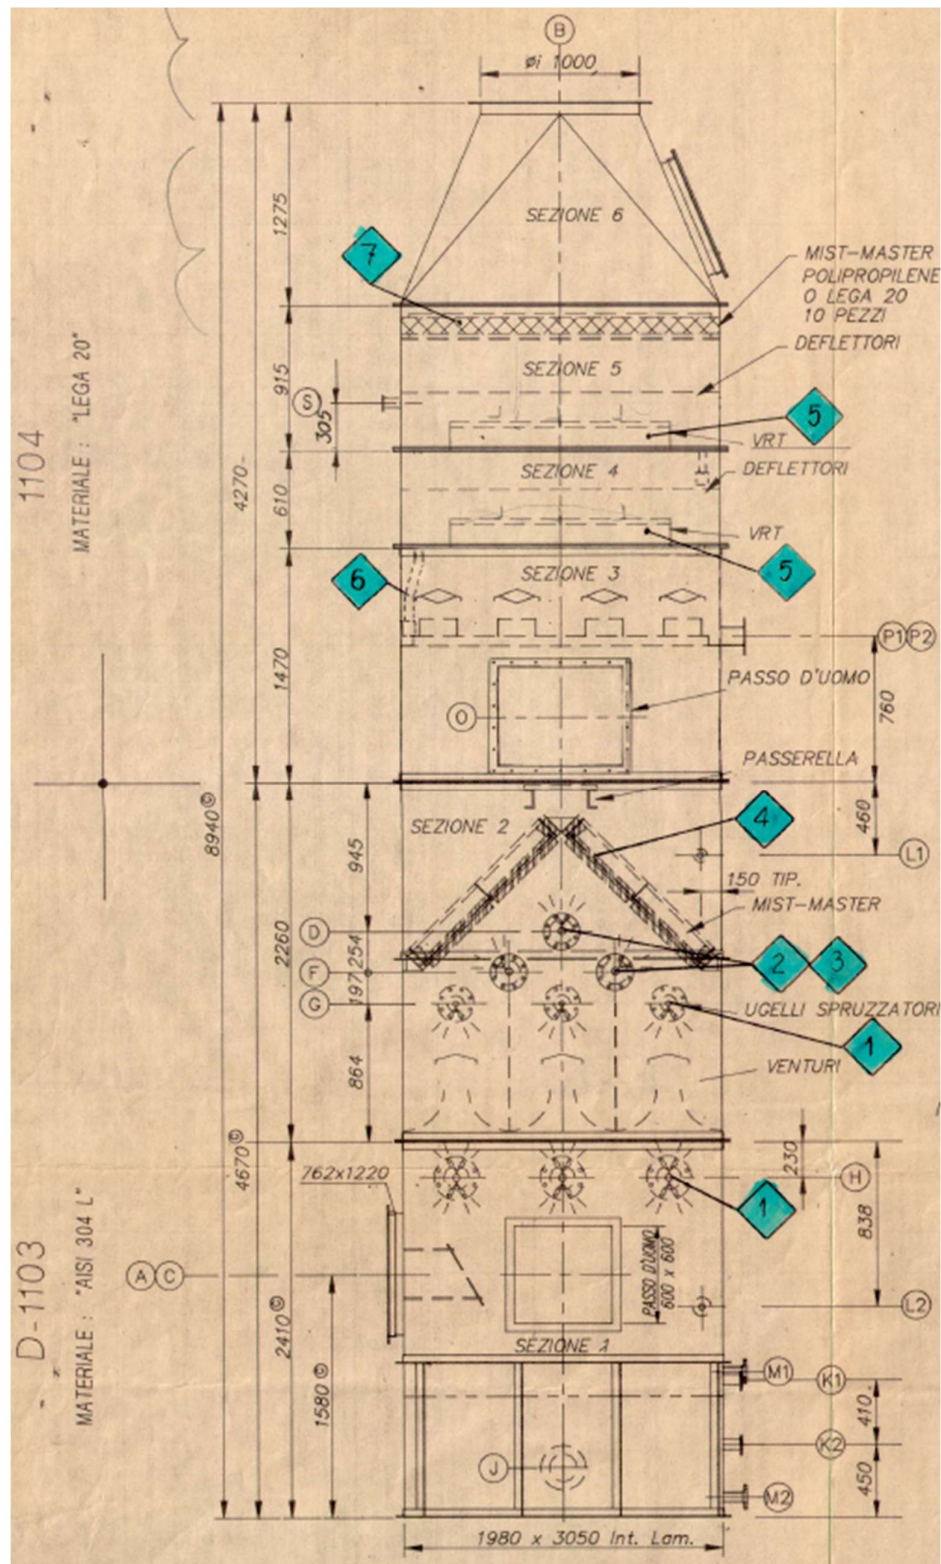 B
Øi 1000
1275
SEZIONE 6
7
MIST-MASTER
POLIPROPILENE
O LEGA 20
10 PEZZI
DEFLETTORI
915
SEZIONE 5
S
305
5
VRT
1104
MATERIALE : "LEGA 20"
4270
610
SEZIONE 4
DEFLETTORI
VRT
5
6
SEZIONE 3
P1
P2
1470
PASSO D'UOMO
O
760
PASSERELLA
8940©
SEZIONE 2
4
460
945
L1
150 TIP.
MIST-MASTER
2260
D
254
2
3
F
197
G
UGELLI SPRUZZATORI
1
864
VENTURI
4670©
762x1220
230
H
1
838
D-1103
MATERIALE : "AISI 304 L"
A
C
PASSO D'UOMO
600 x 600
L2
2410©
SEZIONE 1
1580©
M1
K1
410
K2
J
450
M2
1980 x 3050 Int. Lam.